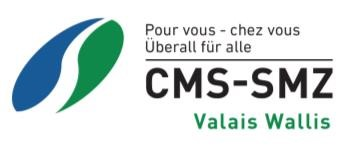 Pour vous - chez vous
Überall für alle
CMS-SMZ
Valais Wallis